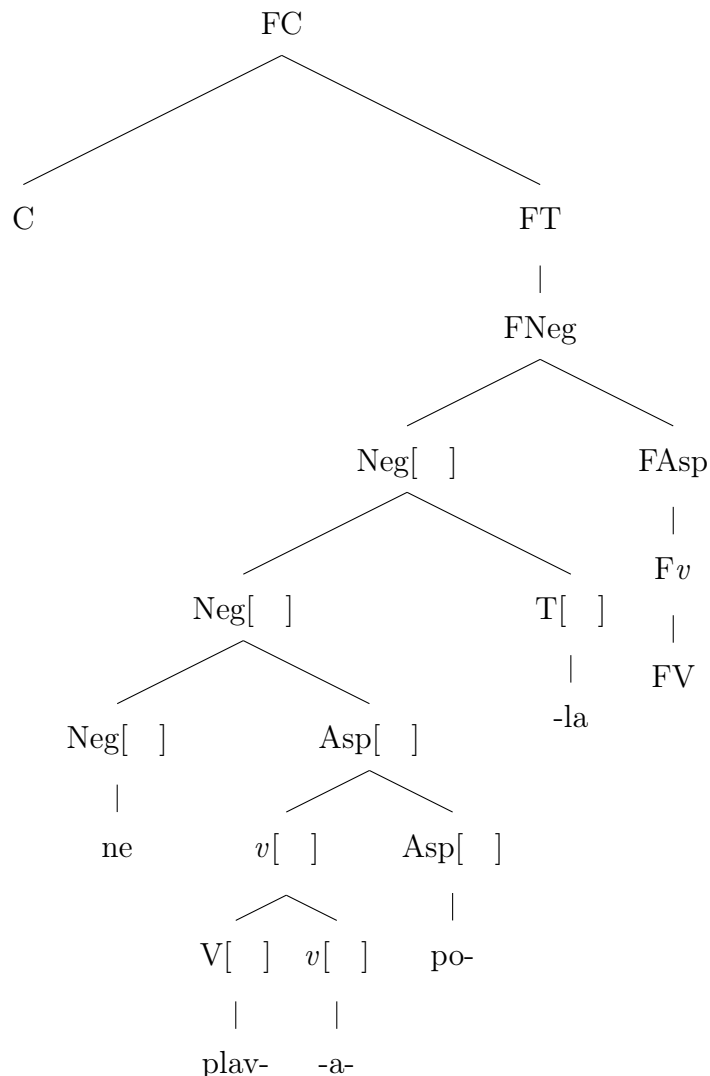 FC
C FT
FNeg
Neg[ ] FAsp
Fv
Neg[ ] T[ ]
FV
-la
Neg[ ] Asp[ ]
ne v[ ] Asp[ ]
V[ ] v[ ] po-
plav- -a-